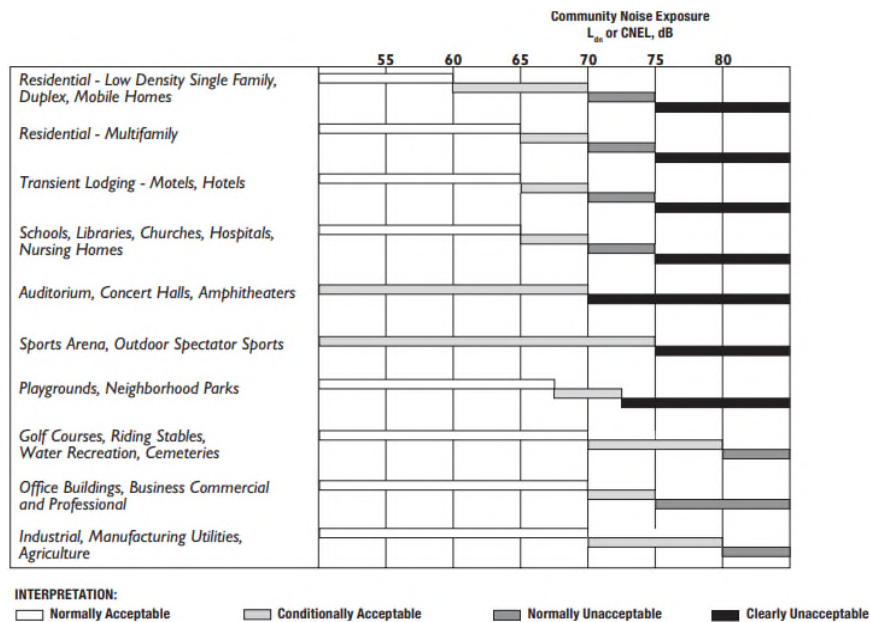 Community Noise Exposure
Ldn or CNEL, dB
55 60 65 70 75 80
Residential - Low Density Single Family,
Duplex, Mobile Homes
Residential - Multifamily
Transient Lodging - Motels, Hotels
Schools, Libraries, Churches, Hospitals,
Nursing Homes
Auditorium, Concert Halls, Amphitheaters
Sports Arena, Outdoor Spectator Sports
Playgrounds, Neighborhood Parks
Golf Courses, Riding Stables,
Water Recreation, Cemeteries
Office Buildings, Business Commercial
and Professional
Industrial, Manufacturing Utilities,
Agriculture
INTERPRETATION:
Normally Acceptable Conditionally Acceptable Normally Unacceptable Clearly Unacceptable